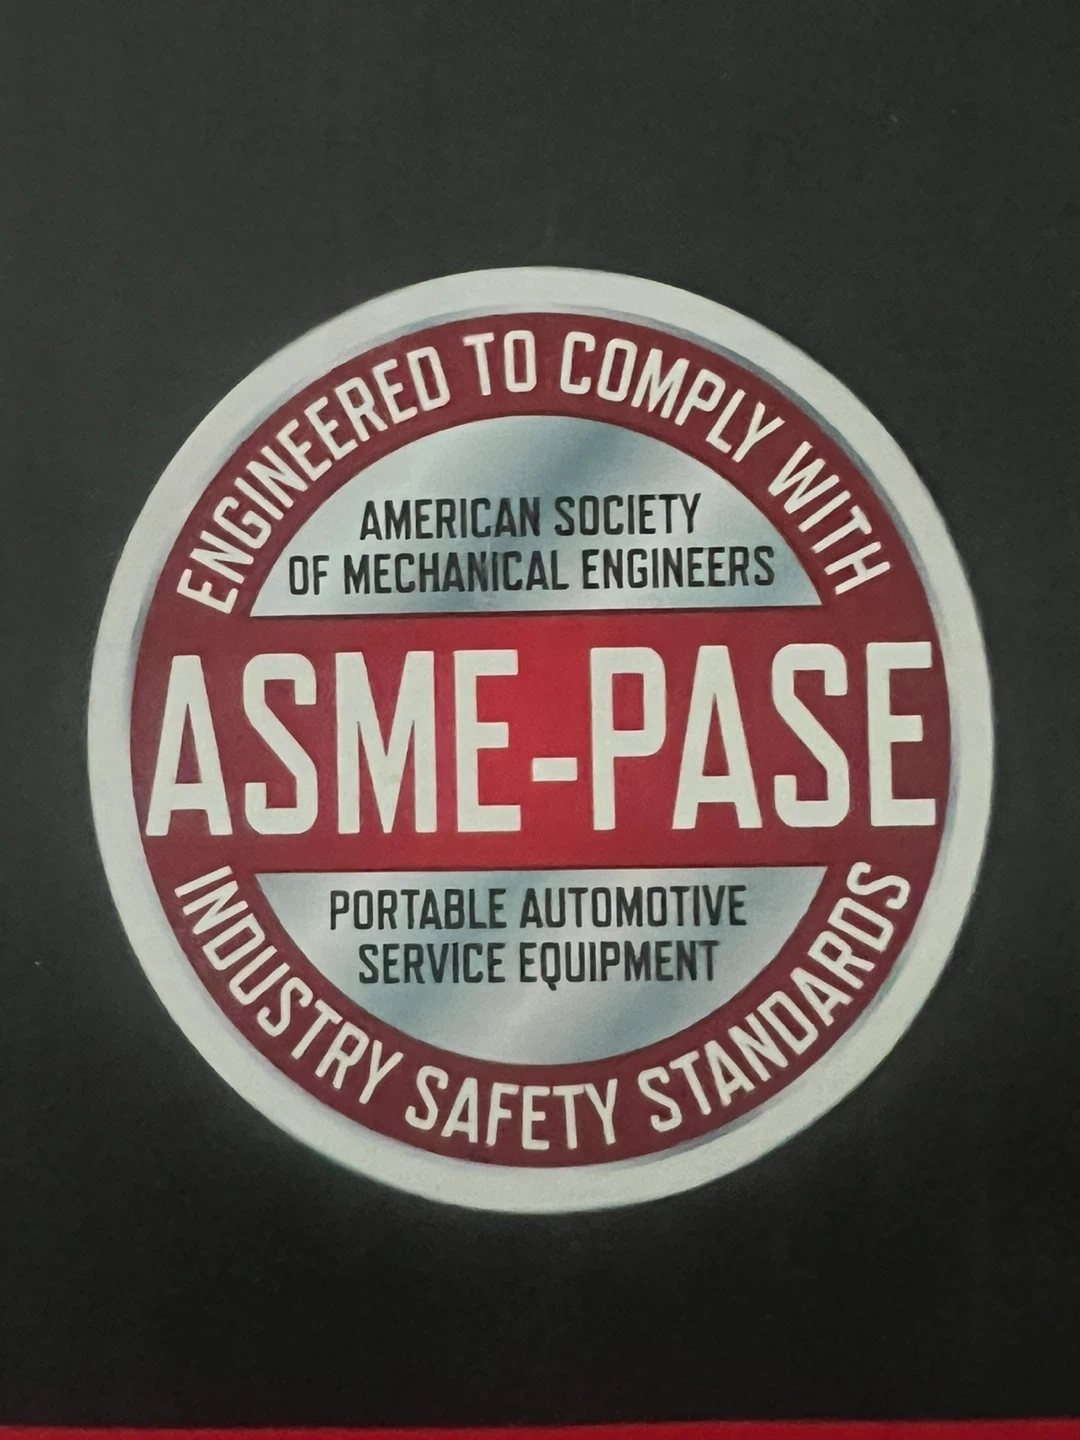 ENGINEERED TO COMPLY WITH
AMERICAN SOCIETY
OF MECHANICAL ENGINEERS
ASME-PASE
PORTABLE AUTOMOTIVE
SERVICE EQUIPMENT
INDUSTRY SAFETY STANDARDS